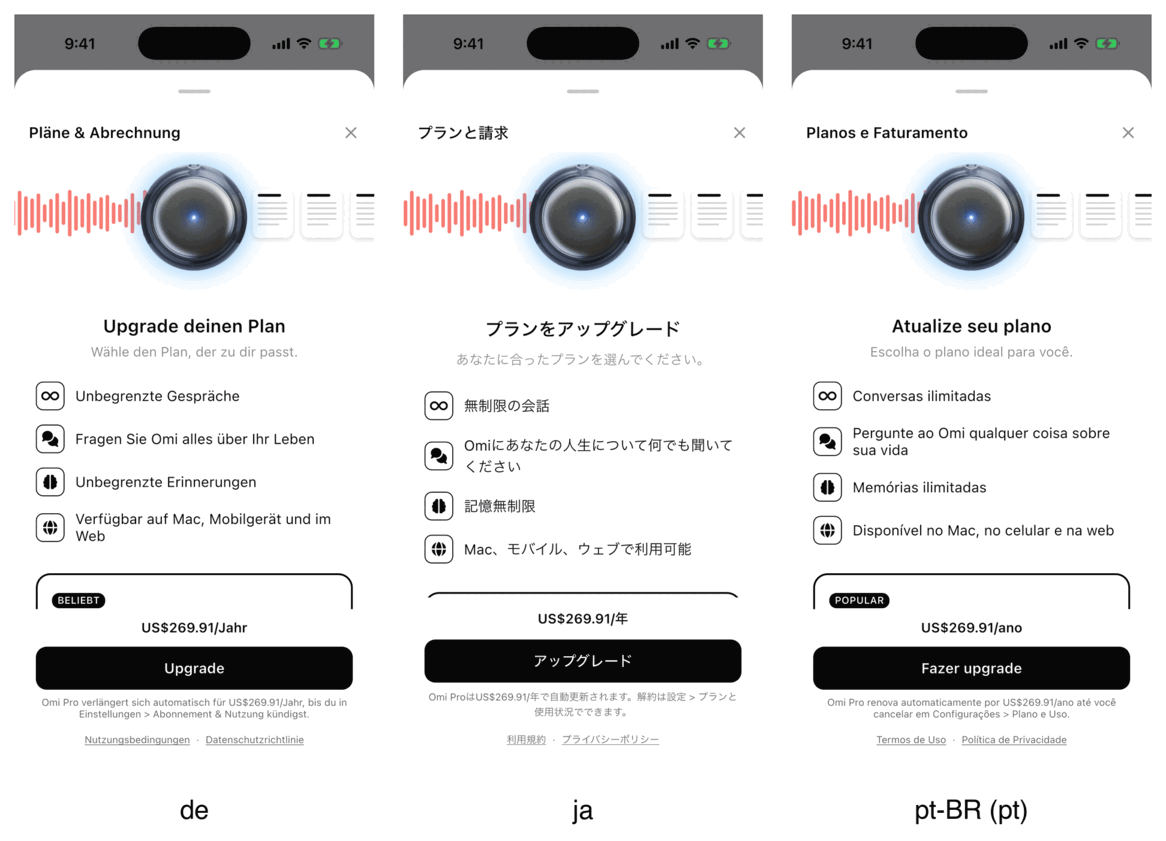 9:41
Pläne & Abrechnung
Upgrade deinen Plan
Wähle den Plan, der zu dir passt.
Unbegrenzte Gespräche
Fragen Sie Omi alles über Ihr Leben
Unbegrenzte Erinnerungen
Verfügbar auf Mac, Mobilgerät und im
Web
BELIEBT
US$269.91/Jahr
Upgrade
Omi Pro verlängert sich automatisch für US$269.91/Jahr, bis du in
Einstellungen > Abonnement & Nutzung kündigst.
Nutzungsbedingungen · Datenschutzrichtlinie
de
9:41
プランと請求
プランをアップグレード
あなたに合ったプランを選んでください。
無制限の会話
Omiにあなたの人生について何でも聞いて
ください
記憶無制限
Mac、モバイル、ウェブで利用可能
US$269.91/年
アップグレード
Omi ProはUS$269.91/年で自動更新されます。解約は設定 > プランと
使用状況でできます。
利用規約 · プライバシーポリシー
ja
9:41
Planos e Faturamento
Atualize seu plano
Escolha o plano ideal para você.
Conversas ilimitadas
Pergunte ao Omi qualquer coisa sobre
sua vida
Memórias ilimitadas
Disponível no Mac, no celular e na web
POPULAR
US$269.91/ano
Fazer upgrade
Omi Pro renova automaticamente por US$269.91/ano até você
cancelar em Configurações > Plano e Uso.
Termos de Uso · Política de Privacidade
pt-BR (pt)